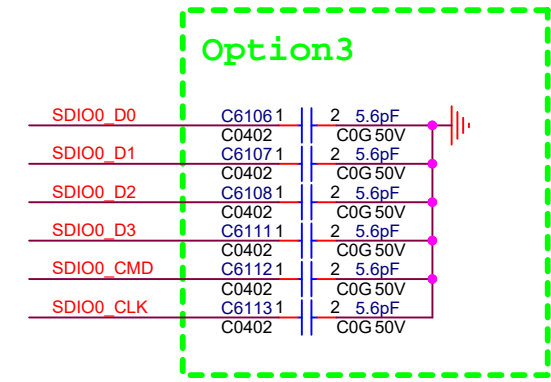 Option3
SDIO0_D0 C6106 1 2 5.6pF
C0402 C0G 50V
SDIO0_D1 C6107 1 2 5.6pF
C0402 C0G 50V
SDIO0_D2 C6108 1 2 5.6pF
C0402 C0G 50V
SDIO0_D3 C6111 1 2 5.6pF
C0402 C0G 50V
SDIO0_CMD C6112 1 2 5.6pF
C0402 C0G 50V
SDIO0_CLK C6113 1 2 5.6pF
C0402 C0G 50V